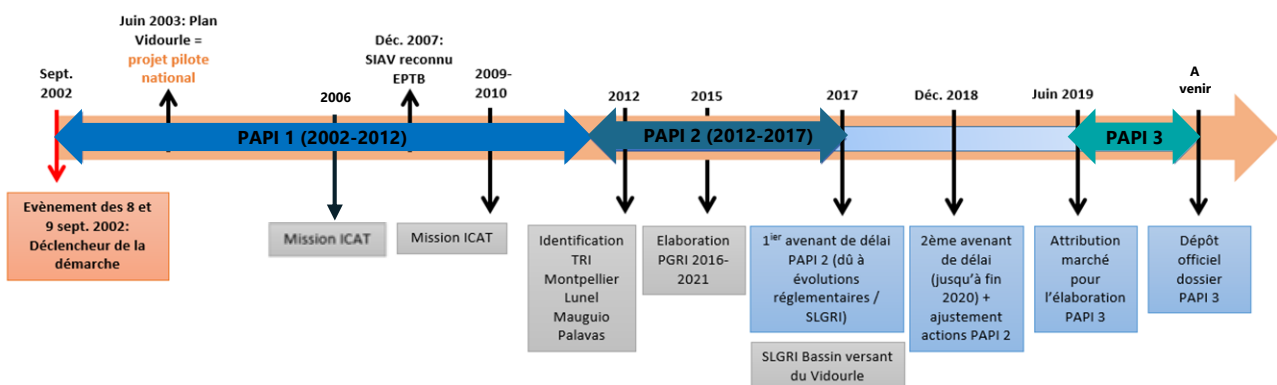 Sept.
2002
Juin 2003: Plan
Vidourle =
projet pilote
national
2006
Déc. 2007:
SIAV reconnu
EPTB
2009-
2010
2012
2015
2017
Déc. 2018
Juin 2019
A
venir
PAPI 1 (2002-2012)
PAPI 2 (2012-2017)
PAPI 3
Evènement des 8 et
9 sept. 2002:
Déclencheur de la
démarche
Mission ICAT
Mission ICAT
Identification
TRI
Montpellier
Lunel
Mauguio
Palavas
Elaboration
PGRI 2016-
2021
1ier avenant de délai
PAPI 2 (dû à
évolutions
réglementaires /
SLGRI)
SLGRI Bassin versant
du Vidourle
2ème avenant
de délai
(jusqu'à fin
2020) +
ajustement
actions PAPI 2
Attribution
marché
pour
l'élaboration
PAPI 3
Dépôt
officiel
dossier
PAPI 3